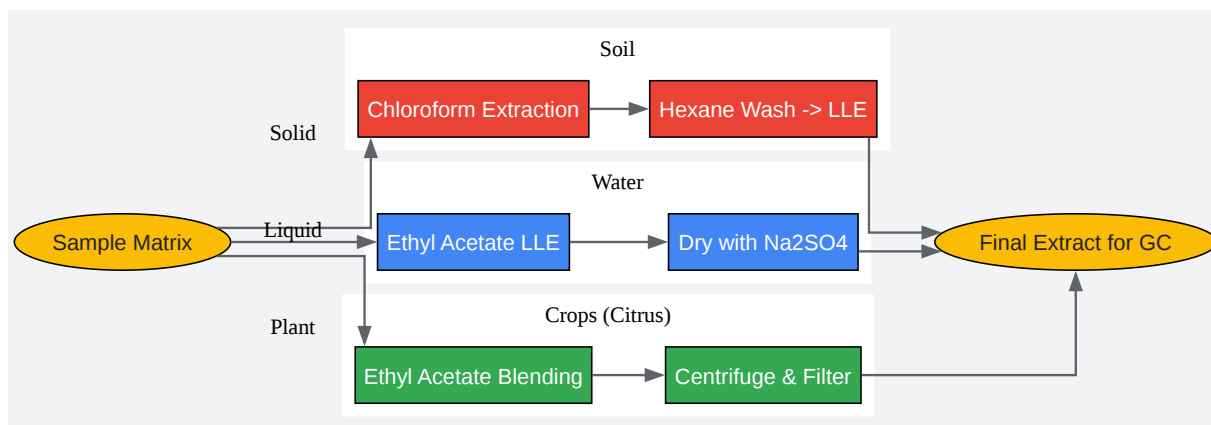 Soil
Chloroform Extraction
Hexane Wash -> LLE
Solid
Water
Liquid
Sample Matrix
Ethyl Acetate LLE
Dry with Na2SO4
Final Extract for GC
Plant
Crops (Citrus)
Ethyl Acetate Blending
Centrifuge & Filter